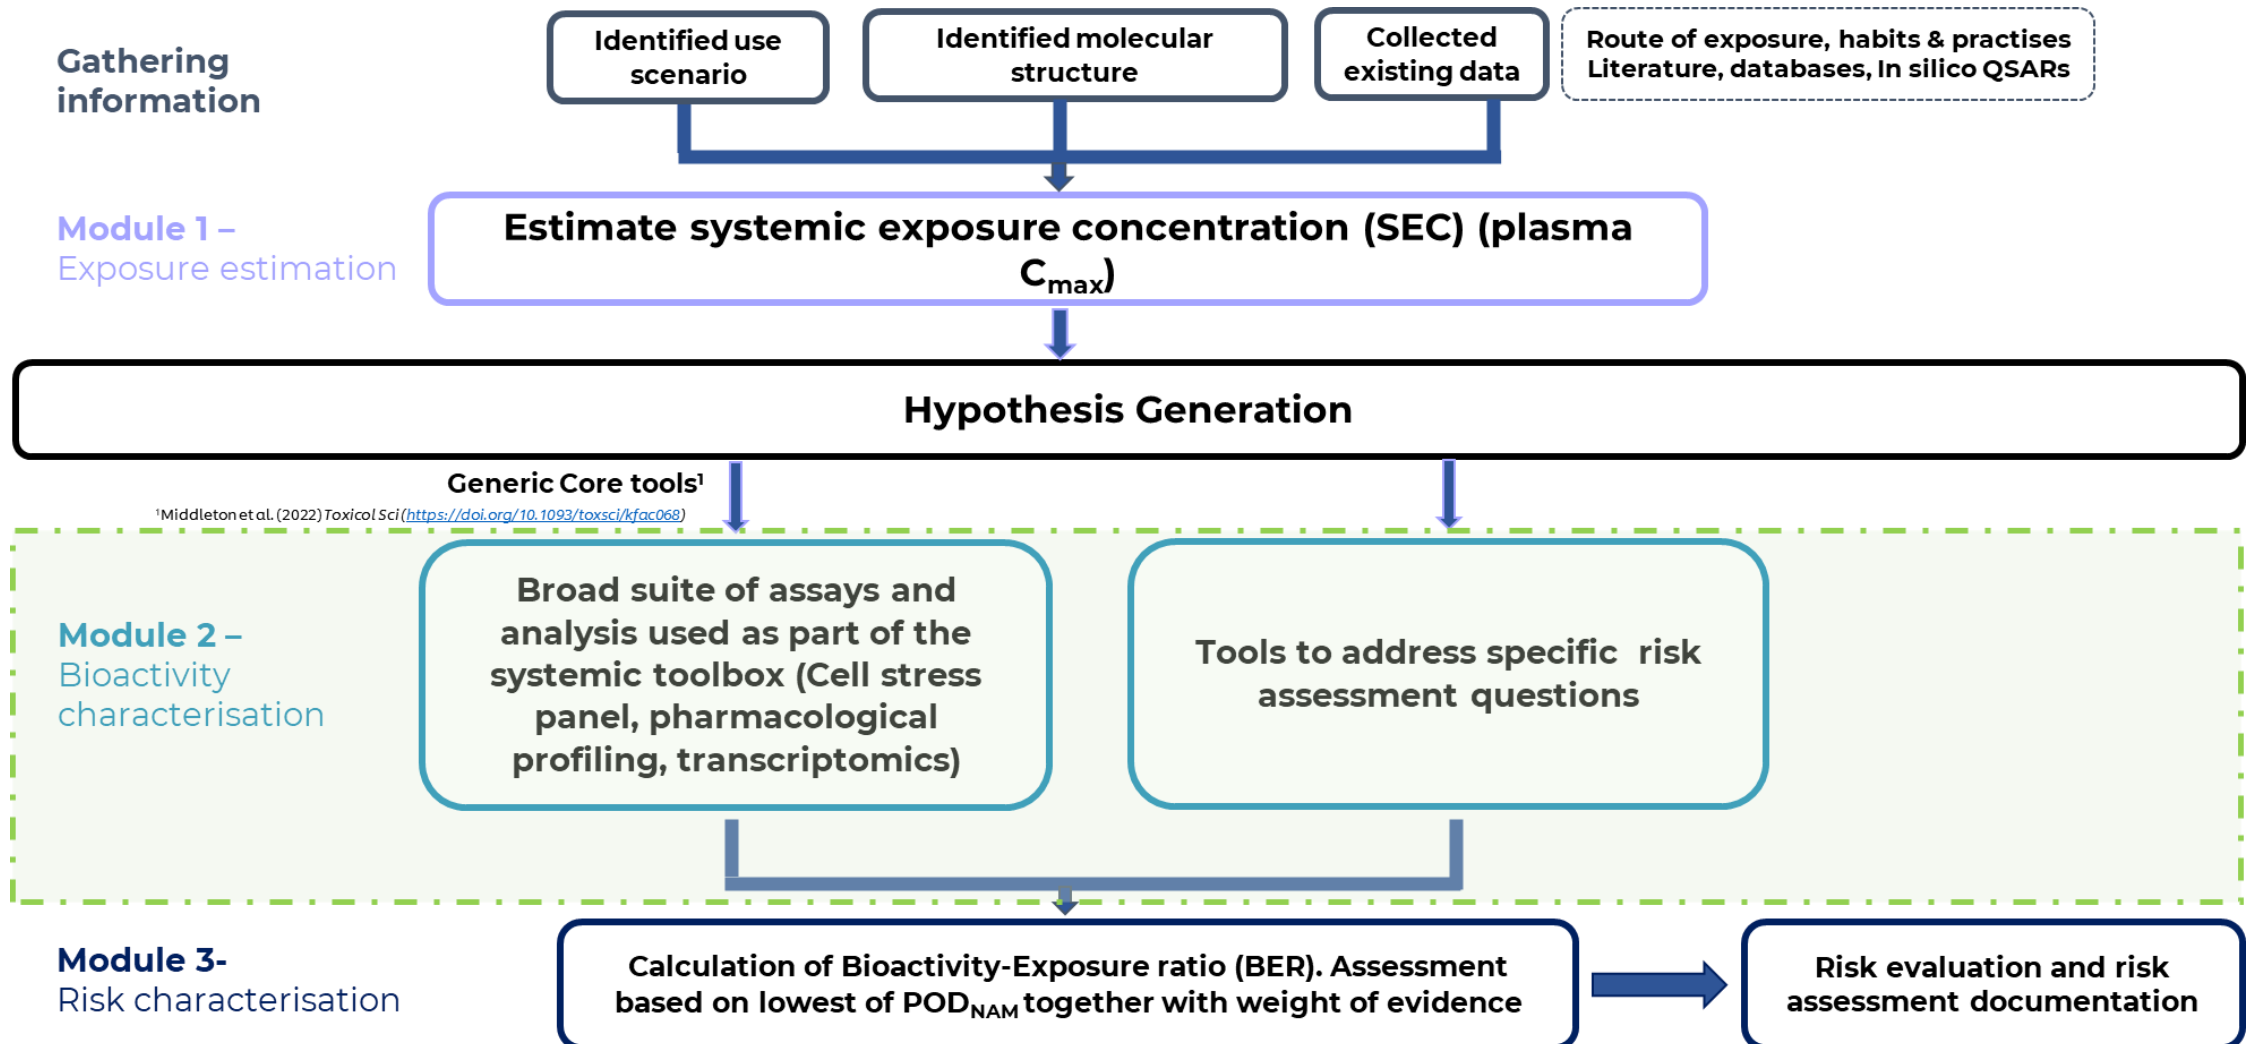 Gathering
information
Identified use
scenario
Identified molecular
structure
Collected
existing data
Route of exposure, habits & practises
Literature, databases, In silico QSARs
Module 1 –
Exposure estimation
Estimate systemic exposure concentration (SEC) (plasma
Cmax)
Hypothesis Generation
Generic Core tools¹
¹Middleton et al. (2022) Toxicol Sci (https://doi.org/10.1093/toxsci/kfac068)
Module 2 –
Bioactivity
characterisation
Broad suite of assays and
analysis used as part of the
systemic toolbox (Cell stress
panel, pharmacological
profiling, transcriptomics)
Tools to address specific risk
assessment questions
Module 3-
Risk characterisation
Calculation of Bioactivity-Exposure ratio (BER). Assessment
based on lowest of PODNAM together with weight of evidence
Risk evaluation and risk
assessment documentation